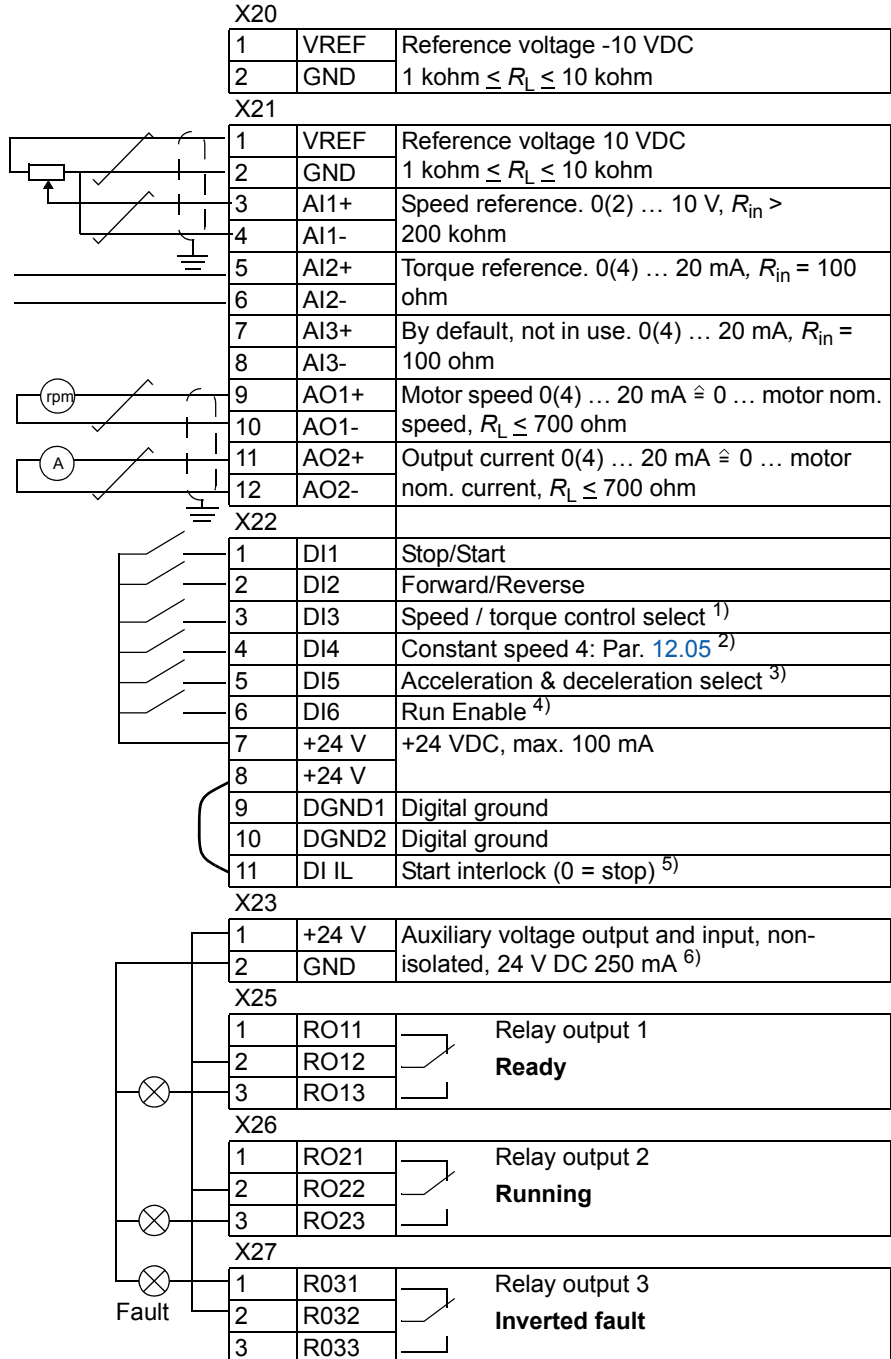 X20
1 VREF Reference voltage -10 VDC
2 GND 1 kohm ≤ RL ≤ 10 kohm
X21
1 VREF Reference voltage 10 VDC
2 GND 1 kohm ≤ RL ≤ 10 kohm
3 AI1+ Speed reference. 0(2) … 10 V, Rin >
4 AI1- 200 kohm
5 AI2+ Torque reference. 0(4) … 20 mA, Rin = 100
6 AI2- ohm
7 AI3+ By default, not in use. 0(4) … 20 mA, Rin =
8 AI3- 100 ohm
rpm 9 AO1+ Motor speed 0(4) … 20 mA ≙ 0 … motor nom.
10 AO1- speed, RL ≤ 700 ohm
A 11 AO2+ Output current 0(4) … 20 mA ≙ 0 … motor
12 AO2- nom. current, RL ≤ 700 ohm
X22
1 DI1 Stop/Start
2 DI2 Forward/Reverse
3 DI3 Speed / torque control select 1)
4 DI4 Constant speed 4: Par. 12.05 2)
5 DI5 Acceleration & deceleration select 3)
6 DI6 Run Enable 4)
7 +24 V +24 VDC, max. 100 mA
8 +24 V
9 DGND1 Digital ground
10 DGND2 Digital ground
11 DI IL Start interlock (0 = stop) 5)
X23
1 +24 V Auxiliary voltage output and input, non-
2 GND isolated, 24 V DC 250 mA 6)
X25
1 RO11 Relay output 1
2 RO12 Ready
3 RO13
X26
1 RO21 Relay output 2
2 RO22 Running
3 RO23
X27
1 R031 Relay output 3
Fault 2 R032 Inverted fault
3 R033